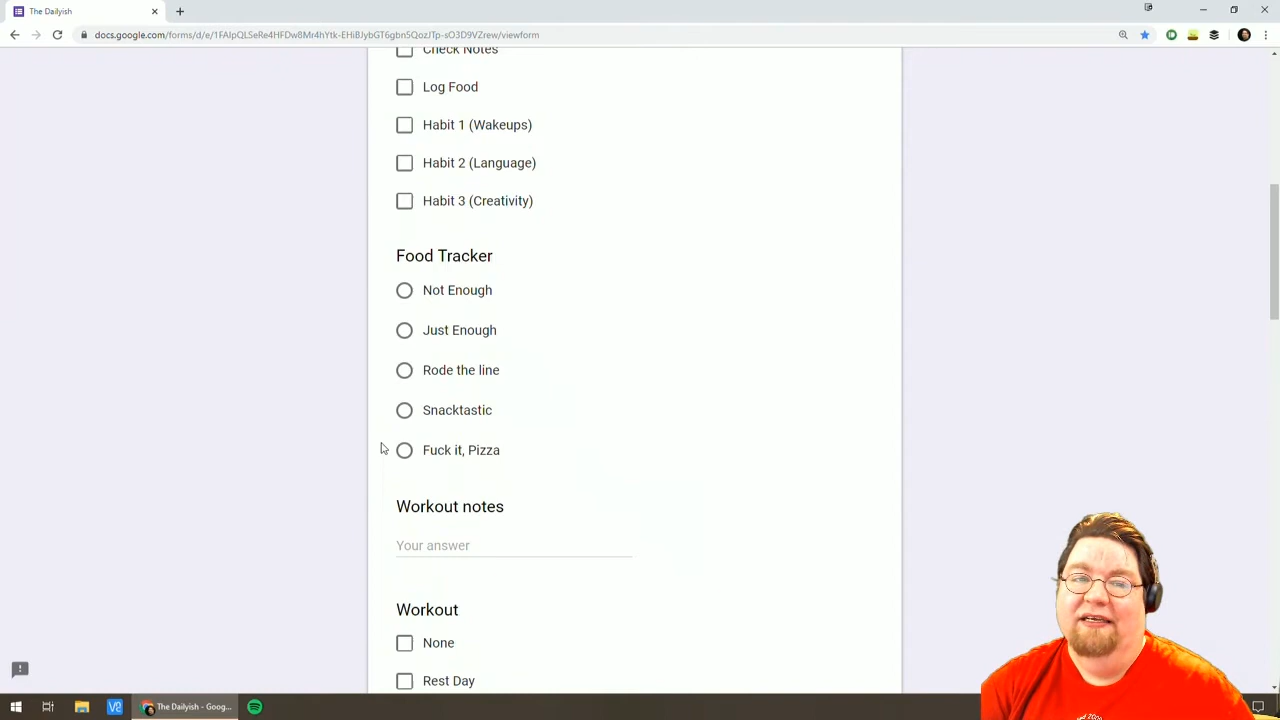 The Dailyish
docs.google.com/forms/d/e/1FAIpQLSeRe4HFDw8Mr4hYtk-EHiBJybGT6gbn5QozJTp-sO3D9VZrew/viewform
Check Notes
Log Food
Habit 1 (Wakeups)
Habit 2 (Language)
Habit 3 (Creativity)
Food Tracker
Not Enough
Just Enough
Rode the line
Snacktastic
Fuck it, Pizza
Workout notes
Your answer
Workout
None
Rest Day
The Dailyish - Goog...